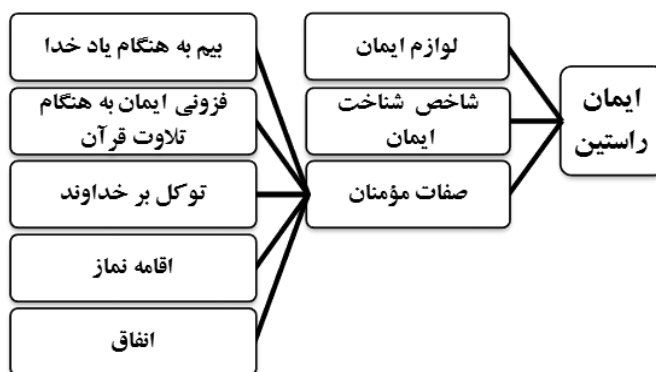 ایمان
راستین
لوازم ایمان
شاخص شناخت
ایمان
صفات مؤمنان
بیم به هنگام یاد خدا
فزونی ایمان به هنگام
تلاوت قرآن
توکل بر خداوند
اقامه نماز
انفاق